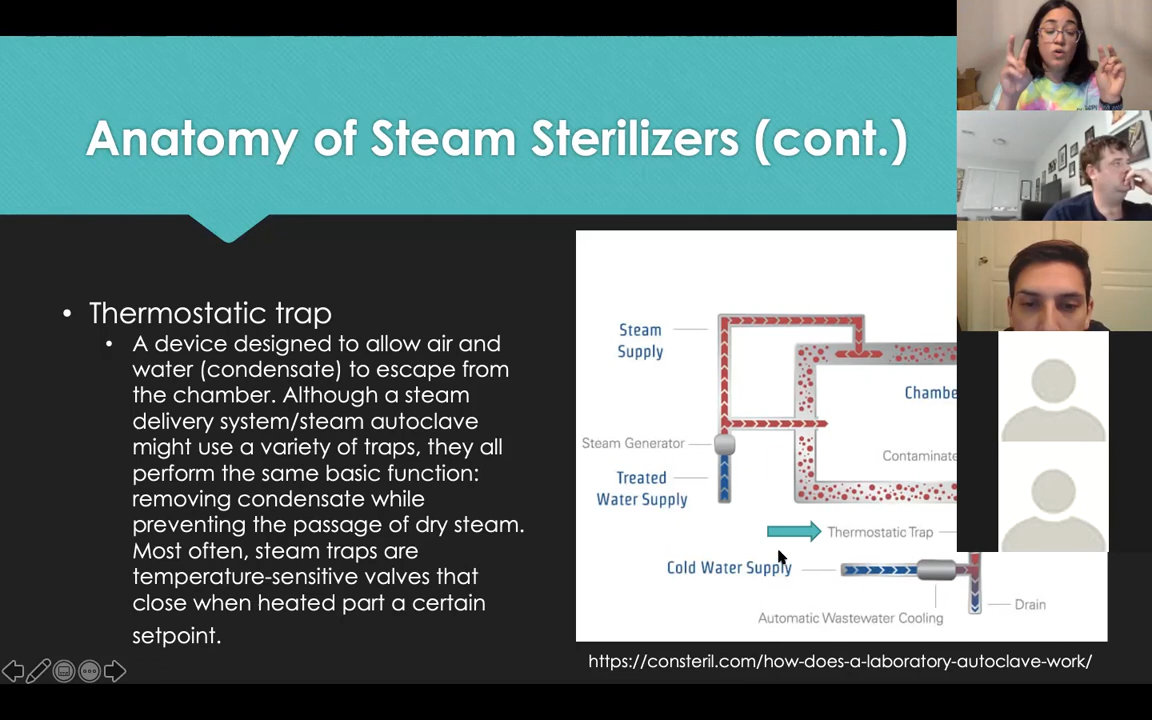 Anatomy of Steam Sterilizers (cont.)
• Thermostatic trap
• A device designed to allow air and
water (condensate) to escape from
the chamber. Although a steam
delivery system/steam autoclave
might use a variety of traps, they all
perform the same basic function:
removing condensate while
preventing the passage of dry steam.
Most often, steam traps are
temperature-sensitive valves that
close when heated part a certain
setpoint.
Steam
Supply
Chambe
Steam Generator
Contaminate
Treated
Water Supply
Thermostatic Trap
Cold Water Supply
Drain
Automatic Wastewater Cooling
https://consteril.com/how-does-a-laboratory-autoclave-work/